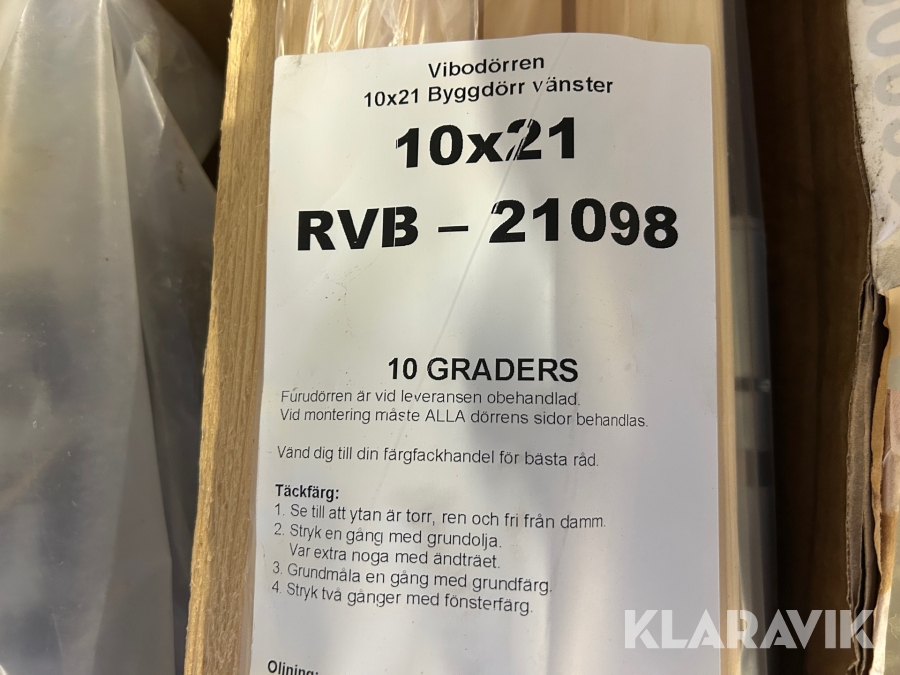 Vibodörren
10x21 Byggdörr vänster
10x21
RVB – 21098
10 GRADERS
Furudörren är vid leveransen obehandlad.
Vid montering måste ALLA dörrens sidor behandlas.
Vänd dig till din färgfackhandel för bästa råd.
Täckfärg:
1. Se till att ytan är torr, ren och fri från damm.
2. Stryk en gång med grundolja.
Var extra noga med ändträet.
3. Grundmåla en gång med grundfärg.
4. Stryk två gånger med fönsterfärg.
Oljning:
KLARAVIK